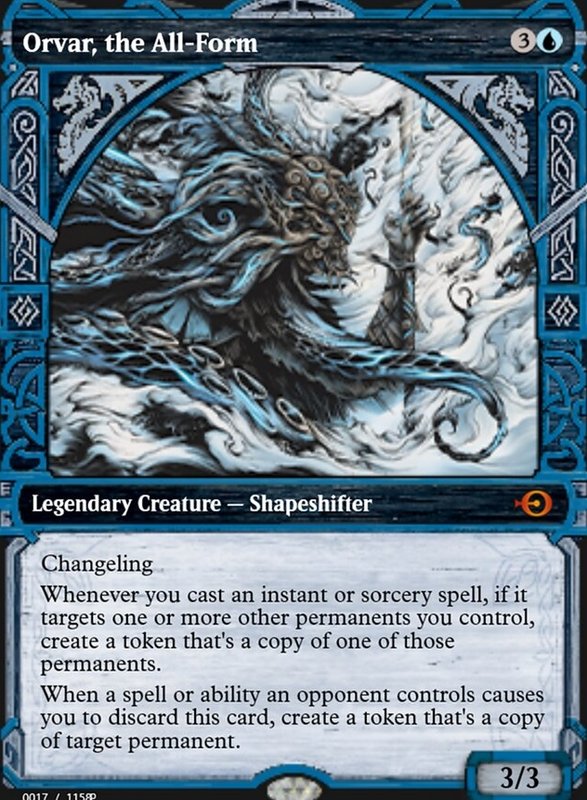 Orvar, the All-Form 3
Legendary Creature — Shapeshifter
Changeling
Whenever you cast an instant or sorcery spell, if it
targets one or more other permanents you control,
create a token that's a copy of one of those
permanents.
When a spell or ability an opponent controls causes
you to discard this card, create a token that's a copy
of target permanent.
3/3
0017 / 1158P